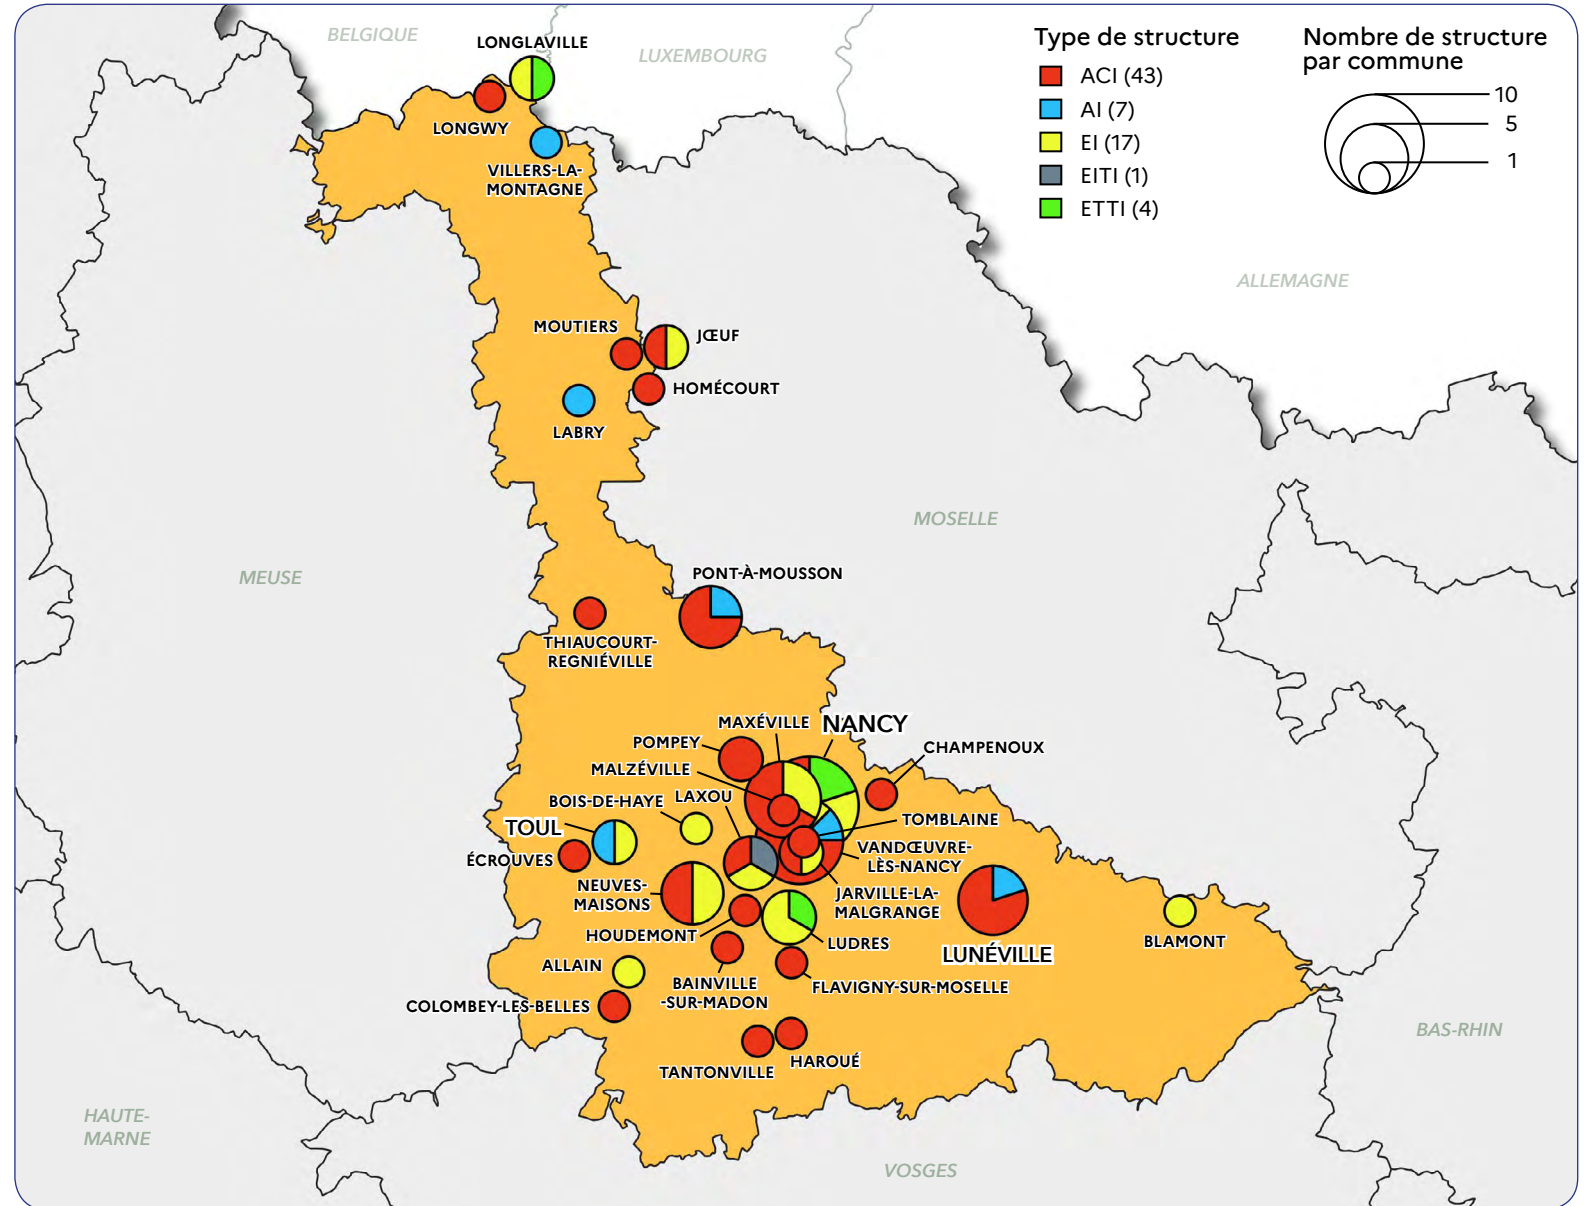 BELGIQUE
LUXEMBOURG
ALLEMAGNE
Type de structure
ACI (43)
AI (7)
EI (17)
EITI (1)
ETTI (4)
Nombre de structure
par commune
10
5
1
LONGLAVILLE
LONGWY
VILLERS-LA-
MONTAGNE
MOUTIERS
JŒUF
HOMÉCOURT
LABRY
MOSELLE
MEUSE
PONT-À-MOUSSON
THIAUCOURT-
REGNIÉVILLE
MAXÉVILLE
NANCY
POMPEY
CHAMPENOUX
MALZÉVILLE
BOIS-DE-HAYE
LAXOU
TOUL
TOMBLAINE
ÉCROUVES
VANDŒUVRE-
LÈS-NANCY
NEUVES-
MAISONS
JARVILLE-LA-
MALGRANGE
HOUDEMONT
LUDRES
LUNÉVILLE
BLAMONT
ALLAIN
BAINVILLE
-SUR-MADON
FLAVIGNY-SUR-MOSELLE
COLOMBEY-LES-BELLES
TANTONVILLE
HAROUÉ
BAS-RHIN
HAUTE-
MARNE
VOSGES